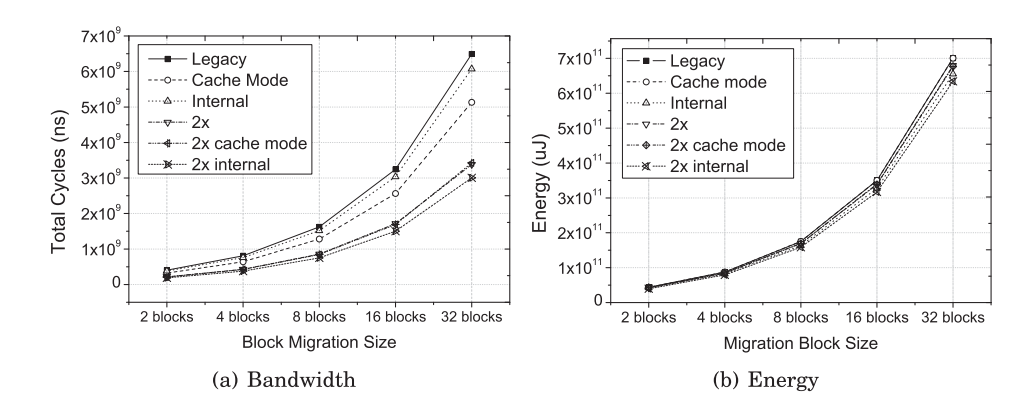 7x10⁹
6x10⁹
5x10⁹
4x10⁹
3x10⁹
2x10⁹
1x10⁹
0
Total Cycles (ns)
Legacy
Cache Mode
Internal
2x
2x cache mode
2x internal
2 blocks 4 blocks 8 blocks 16 blocks 32 blocks
Block Migration Size
(a) Bandwidth
7x10¹¹
6x10¹¹
5x10¹¹
4x10¹¹
3x10¹¹
2x10¹¹
1x10¹¹
0
Energy (uJ)
Legacy
Cache mode
Internal
2x
2x cache mode
2x internal
2 blocks 4 blocks 8 blocks 16 blocks 32 blocks
Migration Block Size
(b) Energy